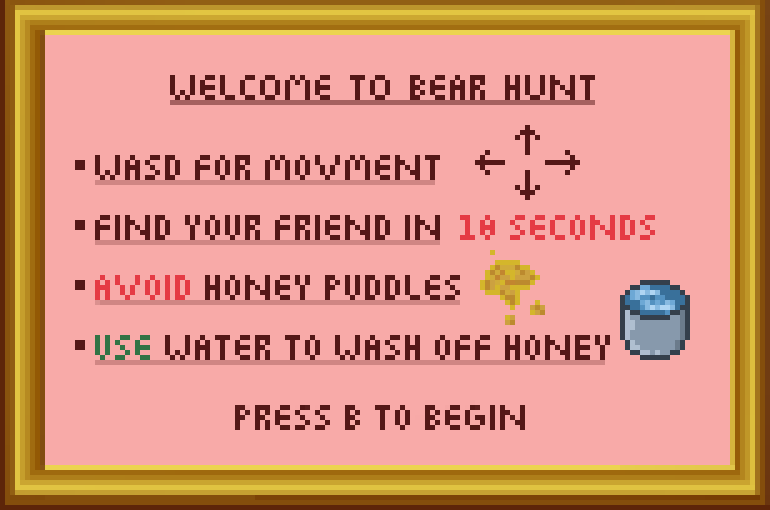 WELCOME TO BEAR HUNT
▪ WASD FOR MOVMENT
▪ FIND YOUR FRIEND IN 10 SECONDS
▪ AVOID HONEY PUDDLES
▪ USE WATER TO WASH OFF HONEY
PRESS B TO BEGIN